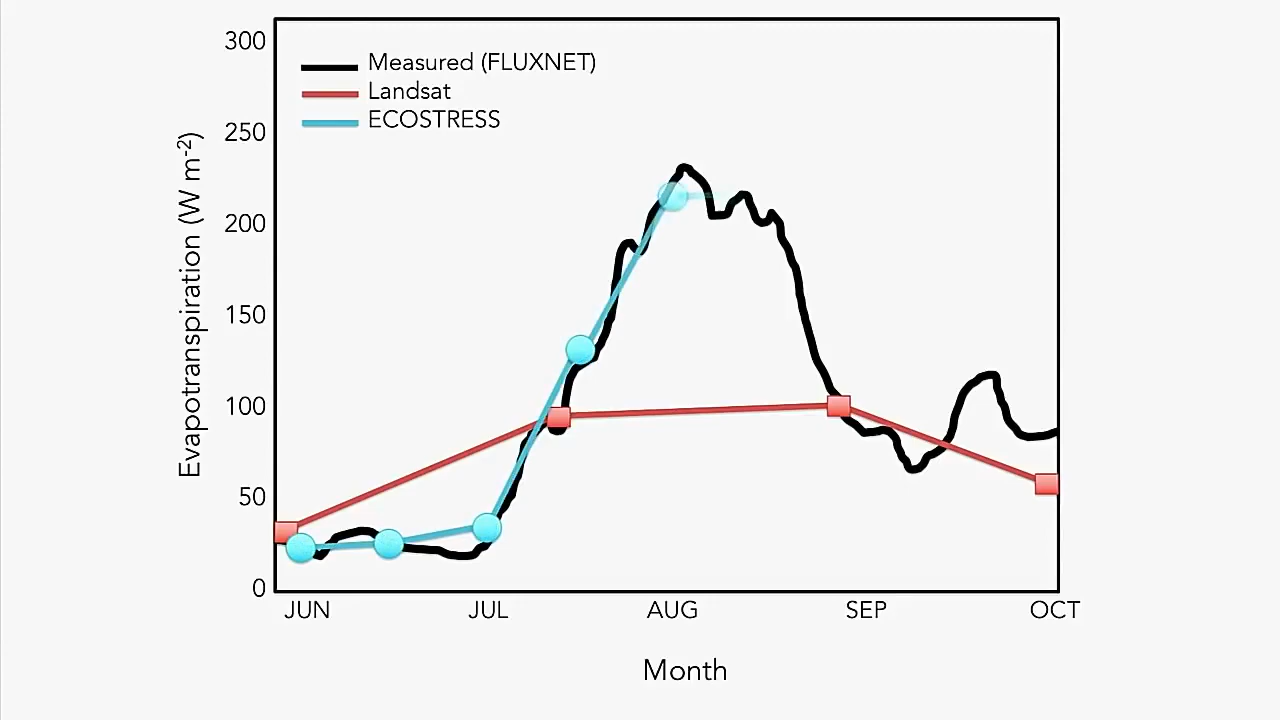 300
250
200
150
100
50
0
Evapotranspiration (W m-2)
Measured (FLUXNET)
Landsat
ECOSTRESS
JUN JUL AUG SEP OCT
Month